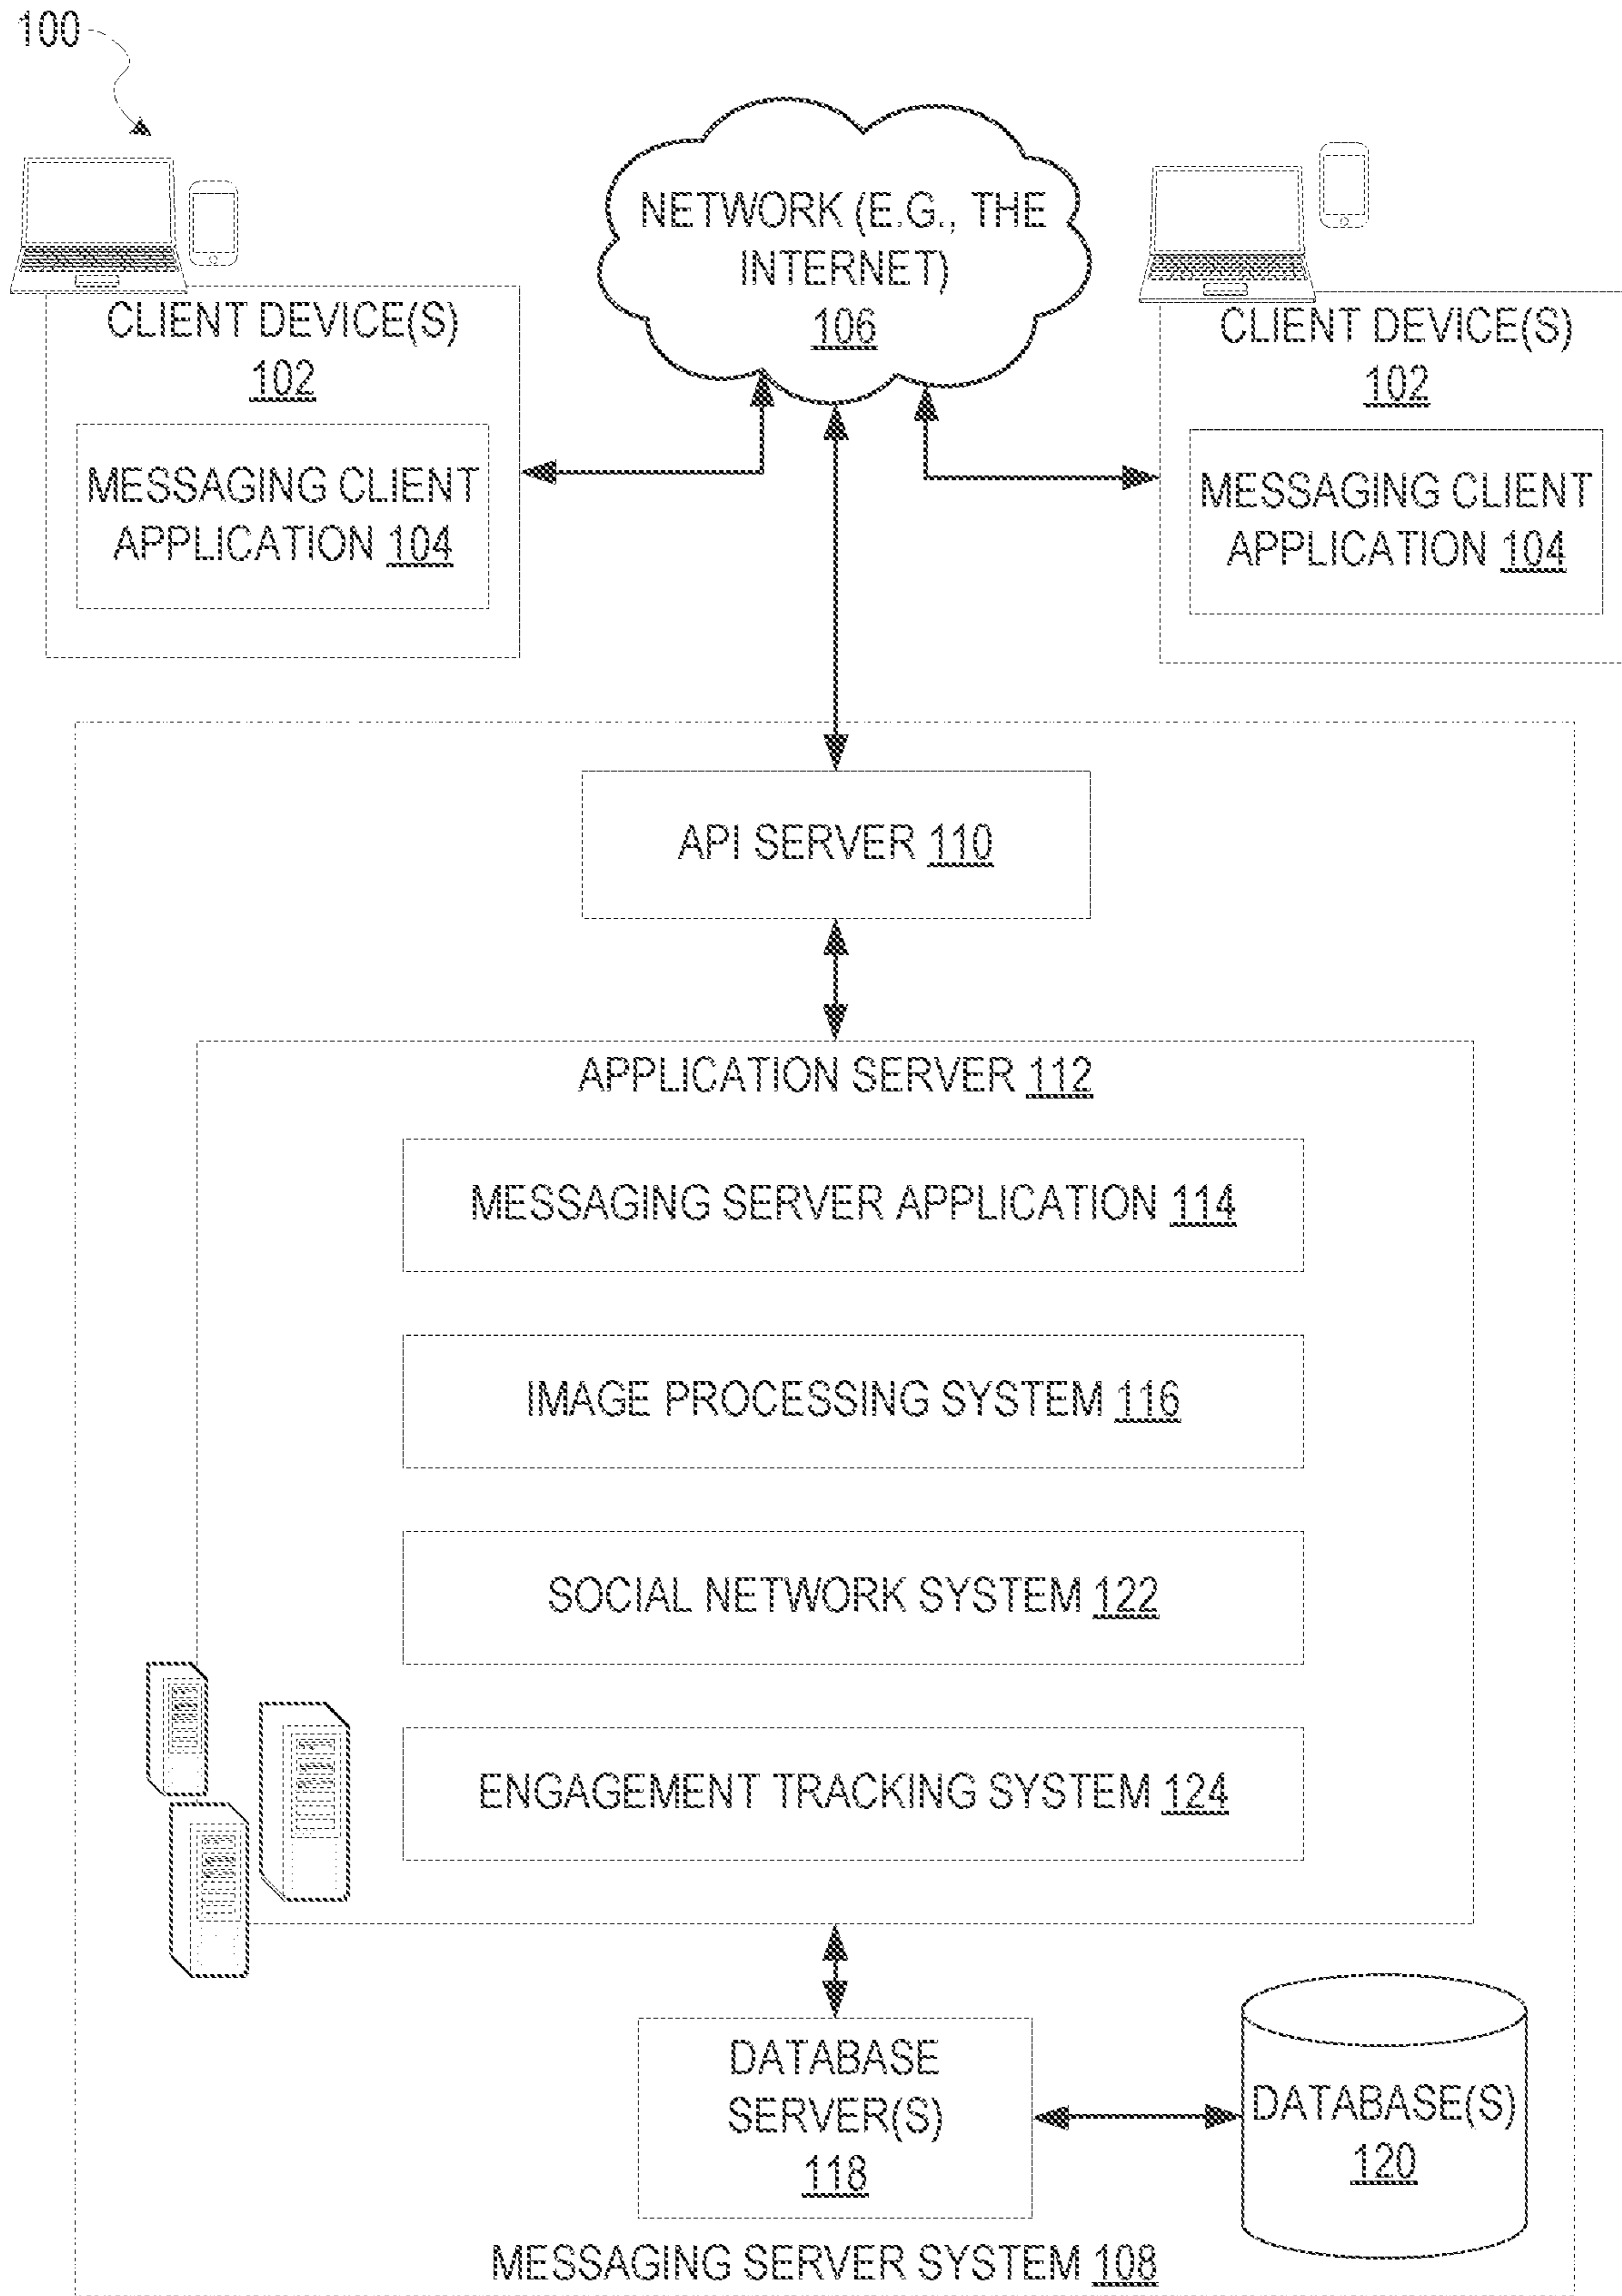 100
NETWORK (E.G., THE
INTERNET)
106
CLIENT DEVICE(S)
102
MESSAGING CLIENT
APPLICATION 104
CLIENT DEVICE(S)
102
MESSAGING CLIENT
APPLICATION 104
API SERVER 110
APPLICATION SERVER 112
MESSAGING SERVER APPLICATION 114
IMAGE PROCESSING SYSTEM 116
SOCIAL NETWORK SYSTEM 122
ENGAGEMENT TRACKING SYSTEM 124
DATABASE
SERVER(S)
118
DATABASE(S)
120
MESSAGING SERVER SYSTEM 108